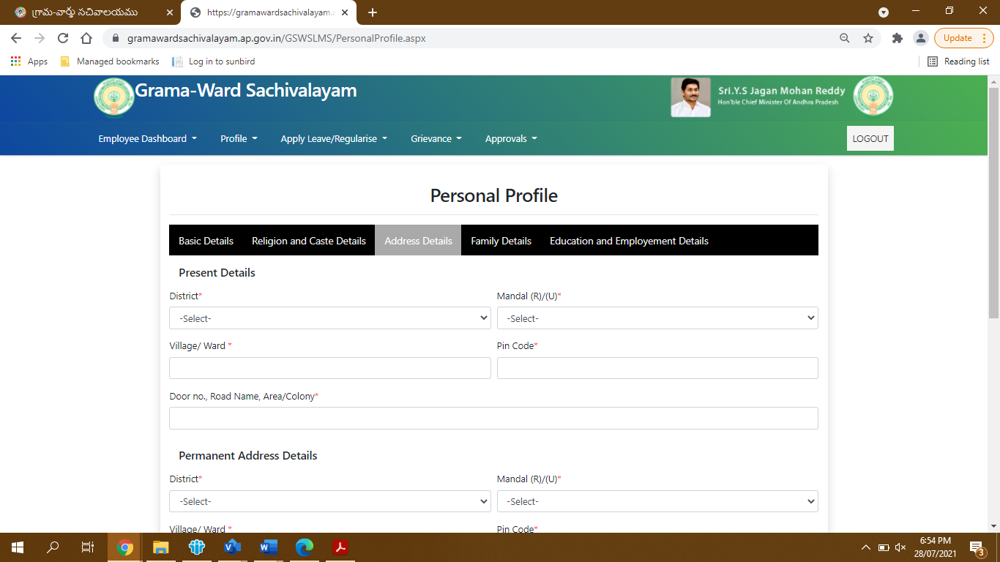 గ్రామ-వార్డు సచివాలయము
https://gramawardsachivalayam.a
gramawardsachivalayam.ap.gov.in/GSWSLMS/PersonalProfile.aspx
Update
Apps Managed bookmarks Log in to sunbird Reading list
Grama-Ward Sachivalayam
Sri.Y.S Jagan Mohan Reddy
Hon'ble Chief Minister Of Andhra Pradesh
Employee Dashboard Profile Apply Leave/Regularise Grievance Approvals LOGOUT
Personal Profile
Basic Details Religion and Caste Details Address Details Family Details Education and Employement Details
Present Details
District* Mandal (R)/(U)*
-Select- -Select-
Village/ Ward * Pin Code*
Door no., Road Name, Area/Colony*
Permanent Address Details
District* Mandal (R)/(U)*
-Select- -Select-
Village/ Ward * Pin Code*
6:54 PM
28/07/2021
3